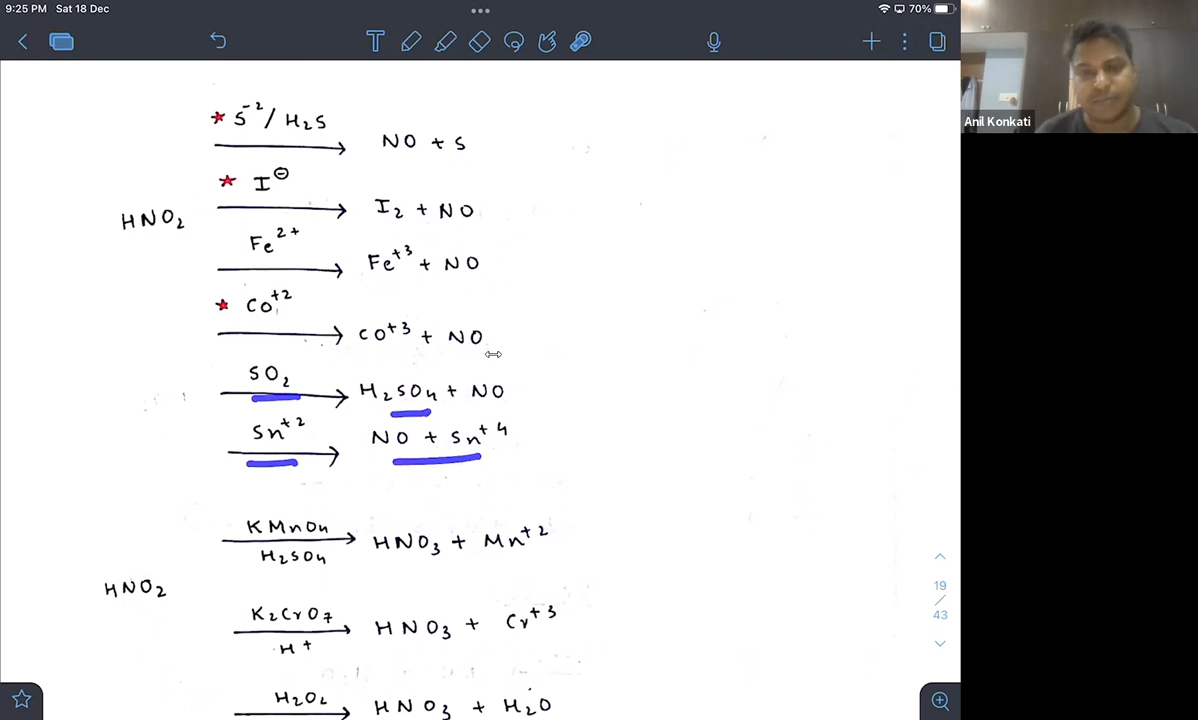 9:25 PM Sat 18 Dec
70%
Anil Konkati
★ S⁻²/ H₂S
NO + S
★ I⊖
HNO₂
I₂ + NO
Fe²⁺
Fe⁺³ + NO
★ Co⁺²
Co⁺³ + NO
SO₂
H₂SO₄ + NO
Sn⁺²
NO + Sn⁺⁴
KMnO₄
HNO₃ + Mn⁺²
H₂SO₄
HNO₂
K₂CrO₇
HNO₃ + Cr⁺³
H⁺
H₂O₂
HNO₃ + H₂O
19
/
43